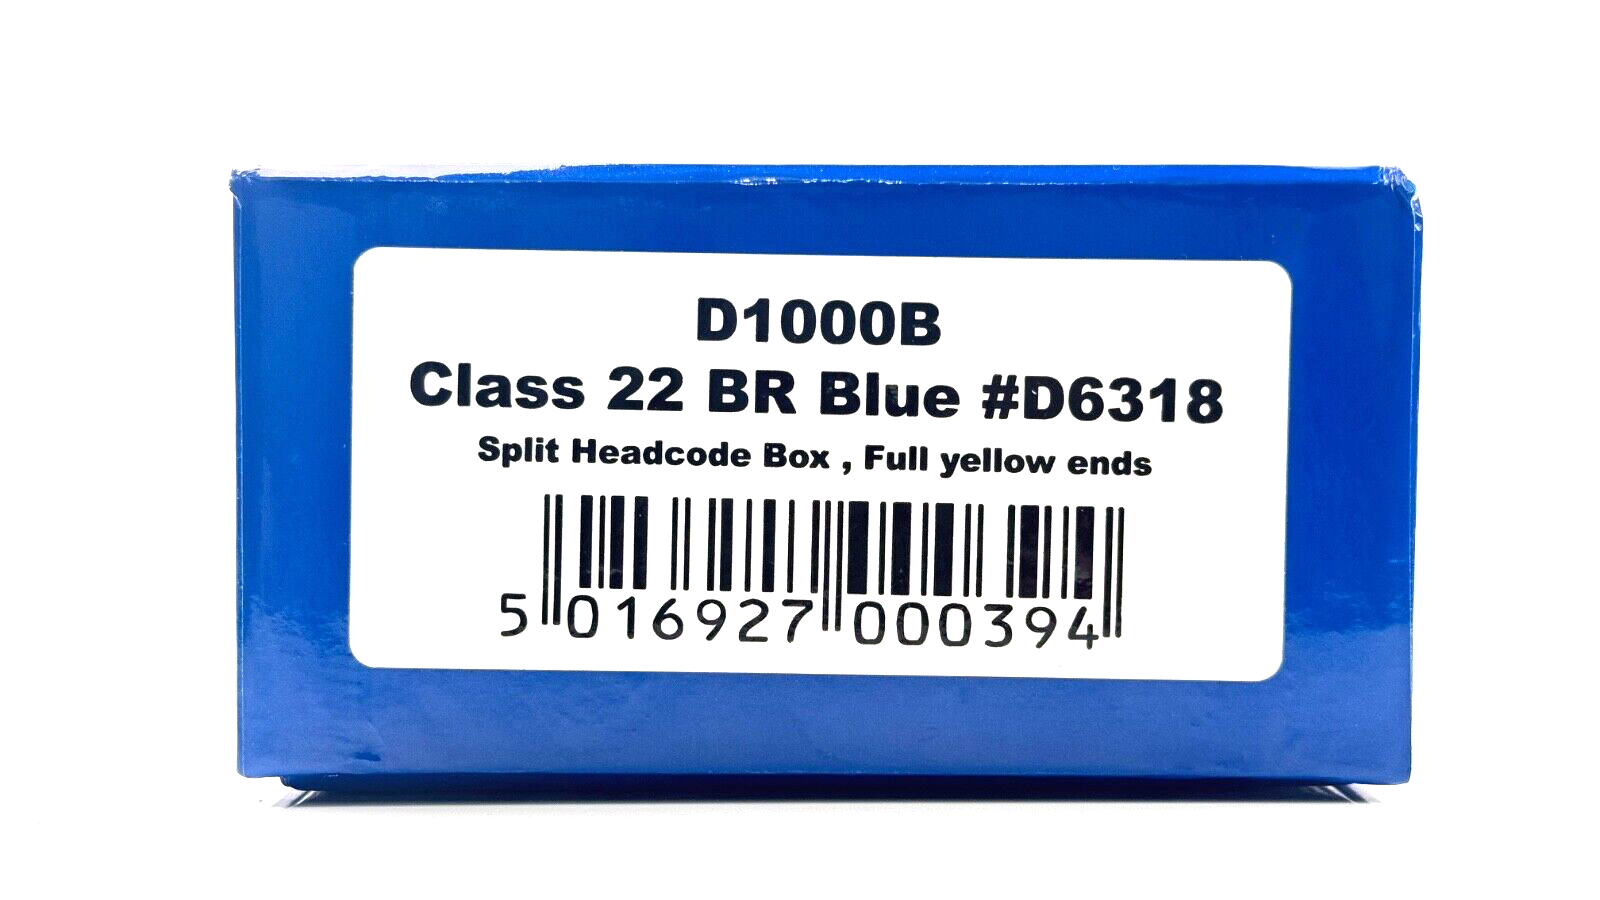 D1000B
Class 22 BR Blue #D6318
Split Headcode Box , Full yellow ends
5 016927 000394